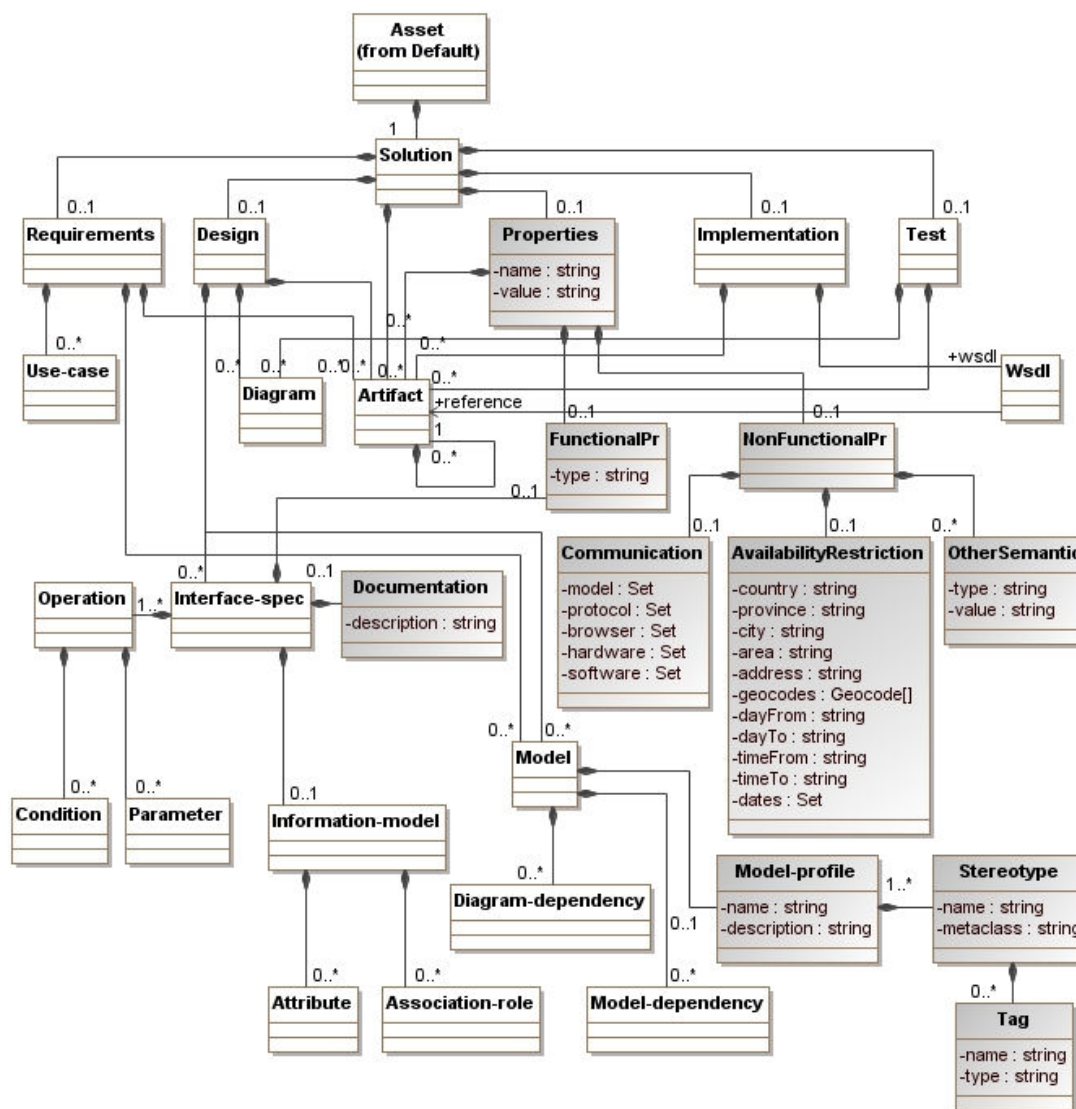 Asset
(from Default)
1
Solution
0..1
0..1
0..1
0..1
0..1
Requirements
Design
Properties
-name : string
-value : string
Implementation
Test
0..*
0..*
0..*
0..*
0..*
0..*
0..*
0..*
0..*
+wsdl
Use-case
Diagram
Artifact
+reference
Wsdl
1
0..*
0..1
0..1
FunctionalPr
-type : string
NonFunctionalPr
0..1
0..1
0..1
0..*
Communication
-model : Set
-protocol : Set
-browser : Set
-hardware : Set
-software : Set
AvailabilityRestriction
-country : string
-province : string
-city : string
-area : string
-address : string
-geocodes : Geocode[]
-dayFrom : string
-dayTo : string
-timeFrom : string
-timeTo : string
-dates : Set
OtherSemantic
-type : string
-value : string
Operation
1..*
0..*
Interface-spec
0..1
Documentation
-description : string
0..*
0..*
Model
0..*
0..*
0..1
Condition
Parameter
Information-model
0..*
Diagram-dependency
0..1
Model-profile
-name : string
-description : string
1..*
Stereotype
-name : string
-metaclass : string
0..*
0..*
0..*
0..*
Attribute
Association-role
Model-dependency
Tag
-name : string
-type : string